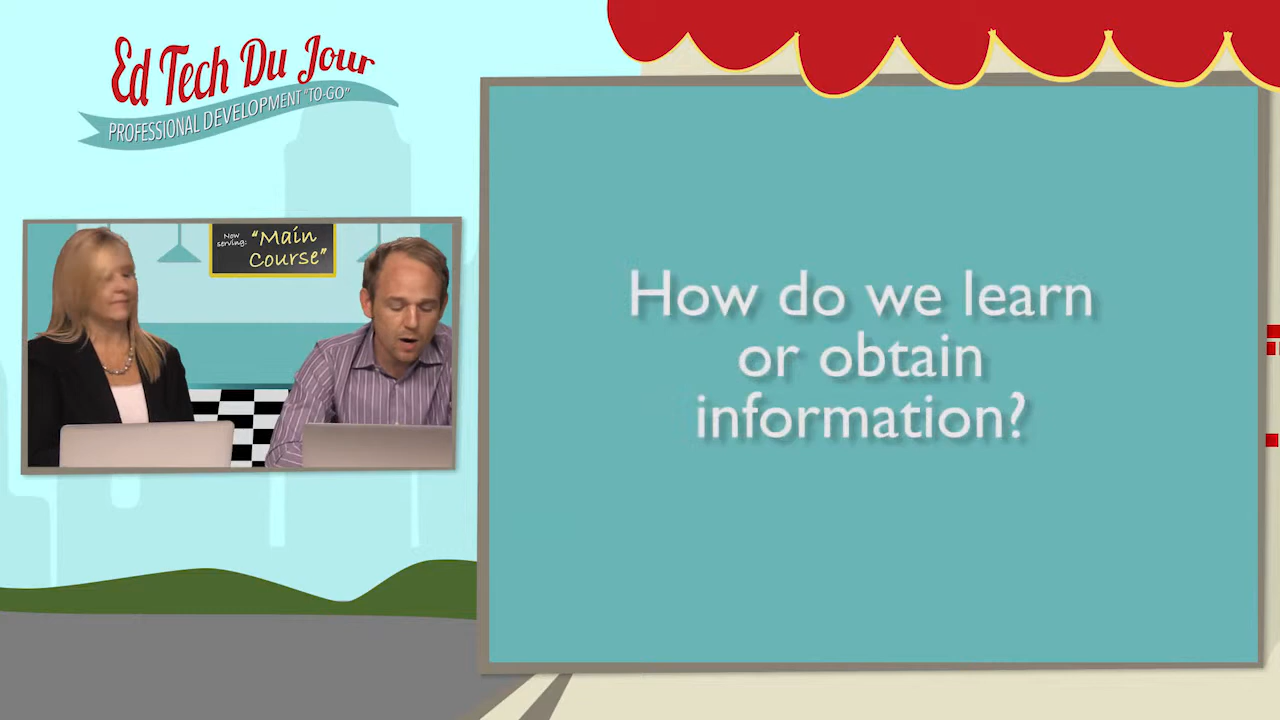 Ed Tech Du Jour
PROFESSIONAL DEVELOPMENT "TO-GO"
Now
serving:
"Main
Course"
How do we learn
or obtain
information?